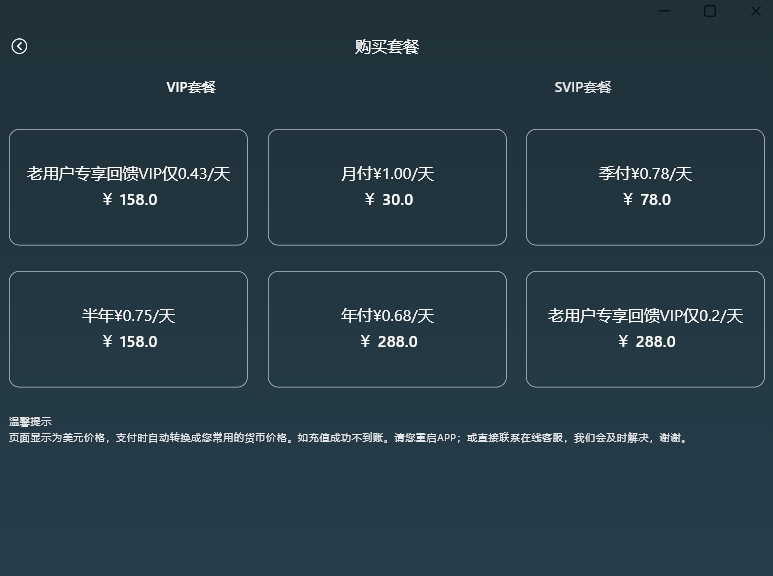 购买套餐
VIP套餐
SVIP套餐
老用户专享回馈VIP仅0.43/天
¥ 158.0
月付¥1.00/天
¥ 30.0
季付¥0.78/天
¥ 78.0
半年¥0.75/天
¥ 158.0
年付¥0.68/天
¥ 288.0
老用户专享回馈VIP仅0.2/天
¥ 288.0
温馨提示
页面显示为美元价格，支付时自动转换成您常用的货币价格。如充值成功不到账。请您重启APP；或直接联系在线客服，我们会及时解决，谢谢。